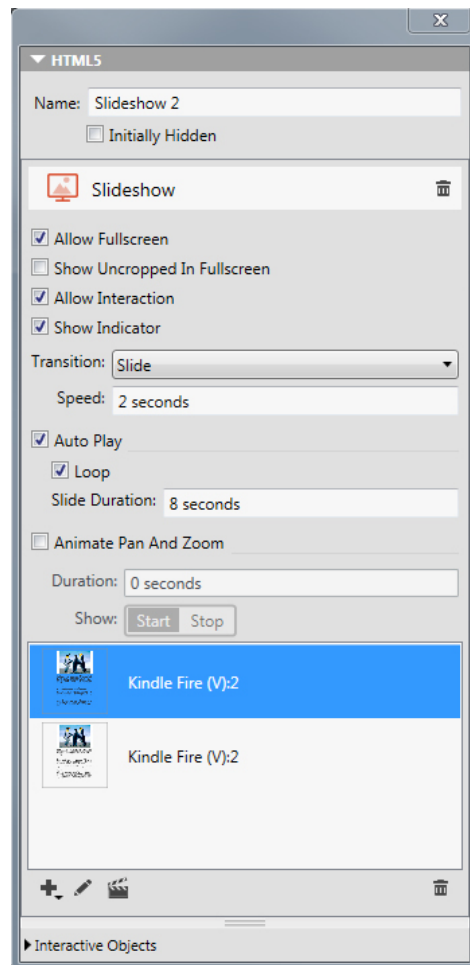 HTML5
Name: Slideshow 2
Initially Hidden
Slideshow
Allow Fullscreen
Show Uncropped In Fullscreen
Allow Interaction
Show Indicator
Transition: Slide
Speed: 2 seconds
Auto Play
Loop
Slide Duration: 8 seconds
Animate Pan And Zoom
Duration: 0 seconds
Show: Start Stop
Kindle Fire (V):2
Kindle Fire (V):2
Interactive Objects